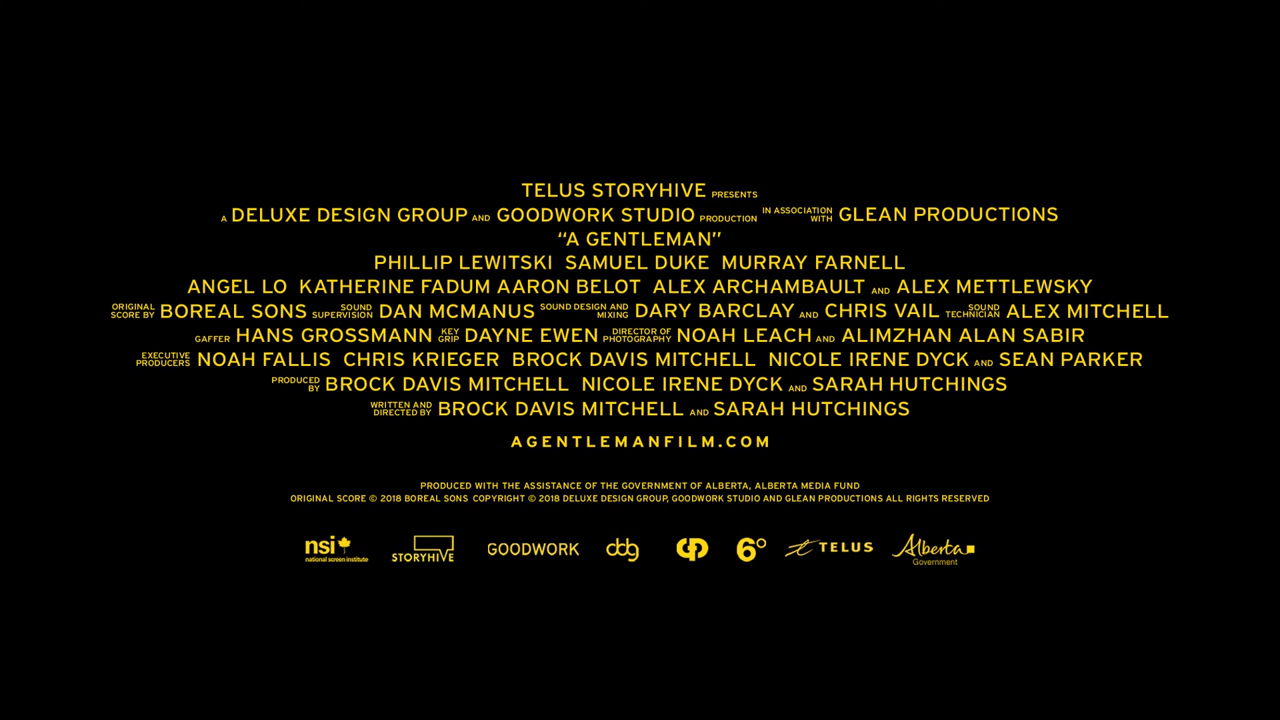 TELUS STORYHIVE PRESENTS
A DELUXE DESIGN GROUP AND GOODWORK STUDIO PRODUCTION IN ASSOCIATION WITH GLEAN PRODUCTIONS
“A GENTLEMAN”
PHILLIP LEWITSKI SAMUEL DUKE MURRAY FARNELL
ANGEL LO KATHERINE FADUM AARON BELOT ALEX ARCHAMBAULT AND ALEX METTLEWSKY
ORIGINAL SCORE BY BOREAL SONS SOUND SUPERVISION DAN MCMANUS SOUND DESIGN AND MIXING DARY BARCLAY AND CHRIS VAIL SOUND TECHNICIAN ALEX MITCHELL
GAFFER HANS GROSSMANN KEY GRIP DAYNE EWEN DIRECTOR OF PHOTOGRAPHY NOAH LEACH AND ALIMZHAN ALAN SABIR
EXECUTIVE PRODUCERS NOAH FALLIS CHRIS KRIEGER BROCK DAVIS MITCHELL NICOLE IRENE DYCK AND SEAN PARKER
PRODUCED BY BROCK DAVIS MITCHELL NICOLE IRENE DYCK AND SARAH HUTCHINGS
WRITTEN AND DIRECTED BY BROCK DAVIS MITCHELL AND SARAH HUTCHINGS
AGENTLEMANFILM.COM
PRODUCED WITH THE ASSISTANCE OF THE GOVERNMENT OF ALBERTA, ALBERTA MEDIA FUND
ORIGINAL SCORE © 2018 BOREAL SONS COPYRIGHT © 2018 DELUXE DESIGN GROUP, GOODWORK STUDIO AND GLEAN PRODUCTIONS ALL RIGHTS RESERVED
nsi national screen institute STORYHIVE GOODWORK ddg gp 6° TELUS Alberta Government